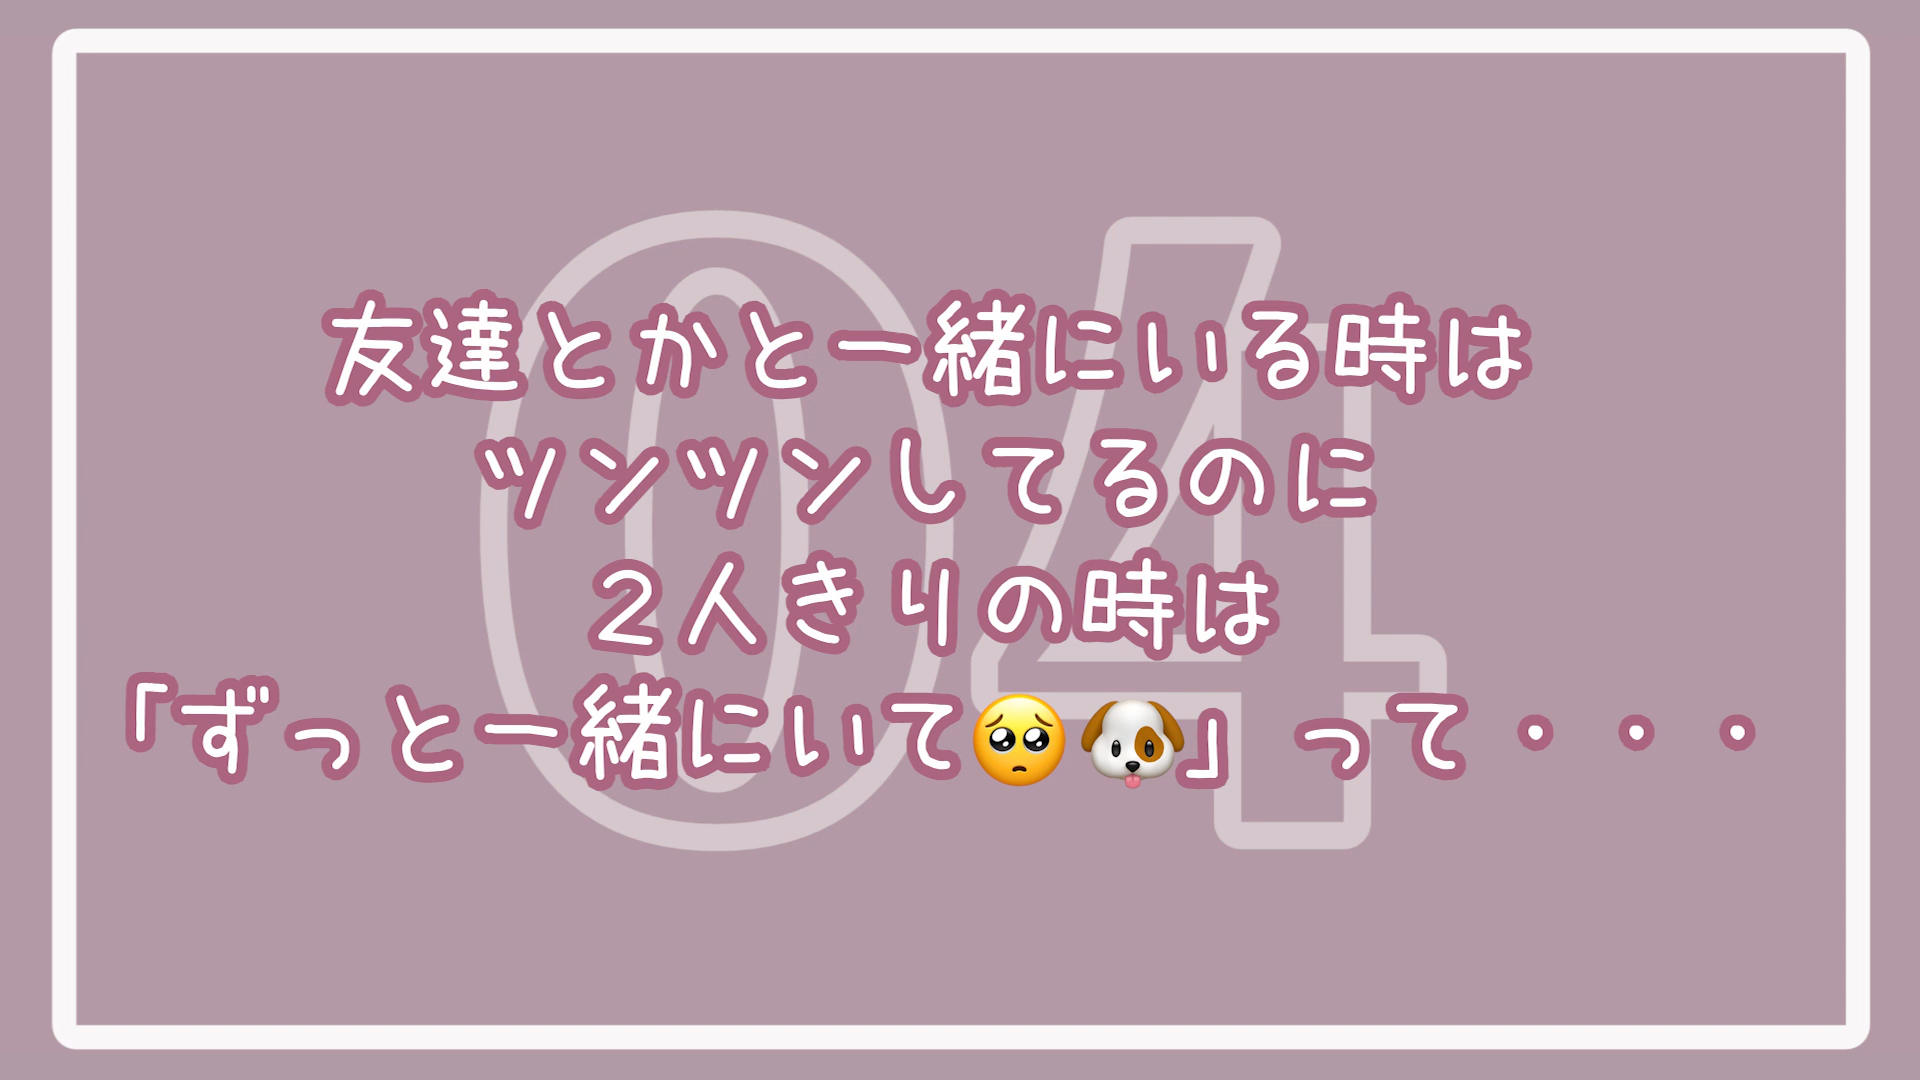 04
友達とかと一緒にいる時は
ツンツンしてるのに
2人きりの時は
「ずっと一緒にいて🥺🐶」って・・・